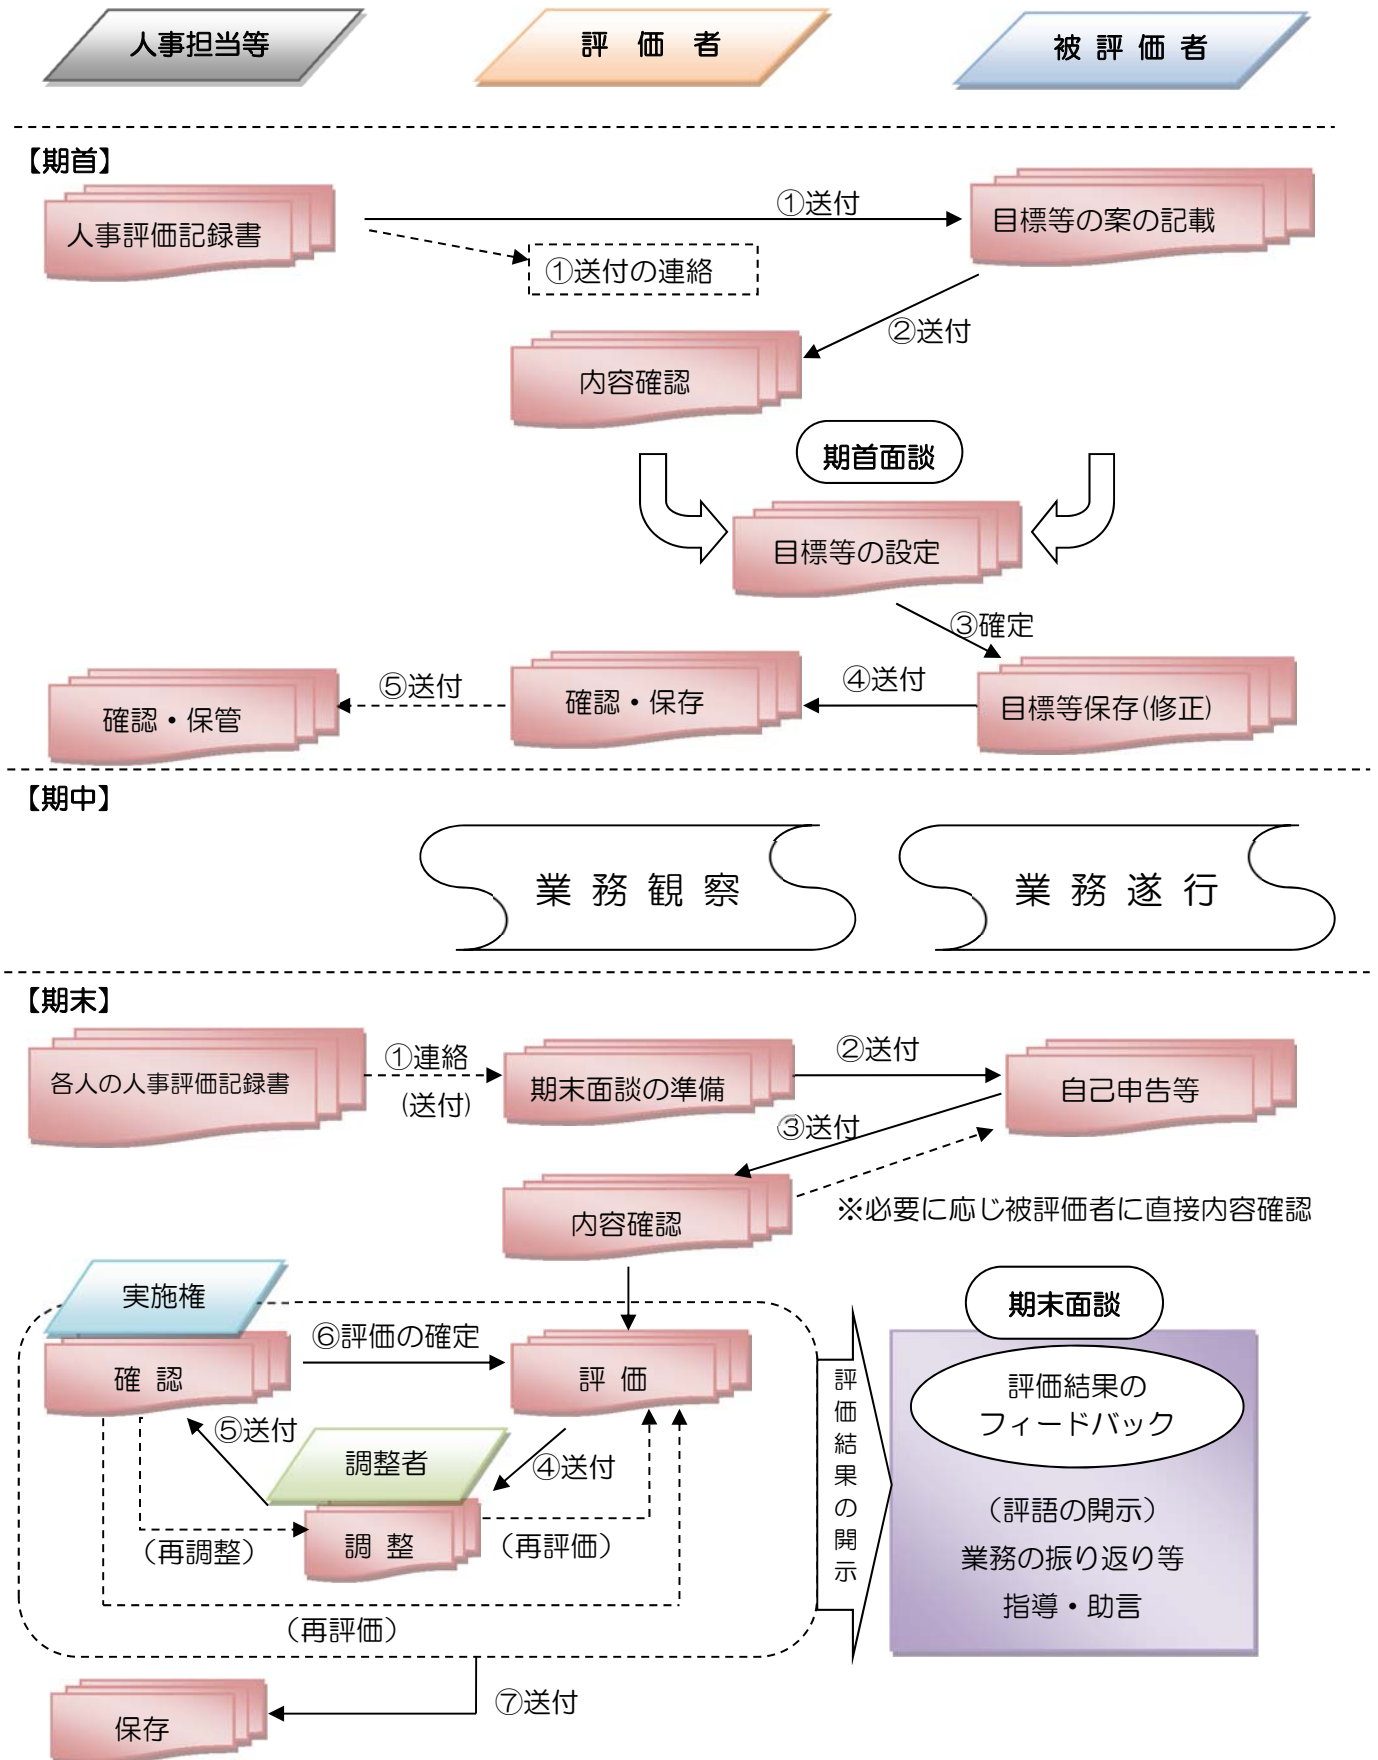 人事担当等
評価者
被評価者
【期首】
人事評価記録書
①送付
①送付の連絡
目標等の案の記載
②送付
内容確認
期首面談
目標等の設定
③確定
目標等保存(修正)
④送付
確認・保存
⑤送付
確認・保管
【期中】
業務観察
業務遂行
【期末】
各人の人事評価記録書
①連絡
(送付)
期末面談の準備
②送付
自己申告等
③送付
内容確認
※必要に応じ被評価者に直接内容確認
実施権
確認
⑥評価の確定
評価
⑤送付
調整者
④送付
調整
（再調整）
（再評価）
（再評価）
評価結果の開示
期末面談
評価結果の
フィードバック
（評語の開示）
業務の振り返り等
指導・助言
⑦送付
保存